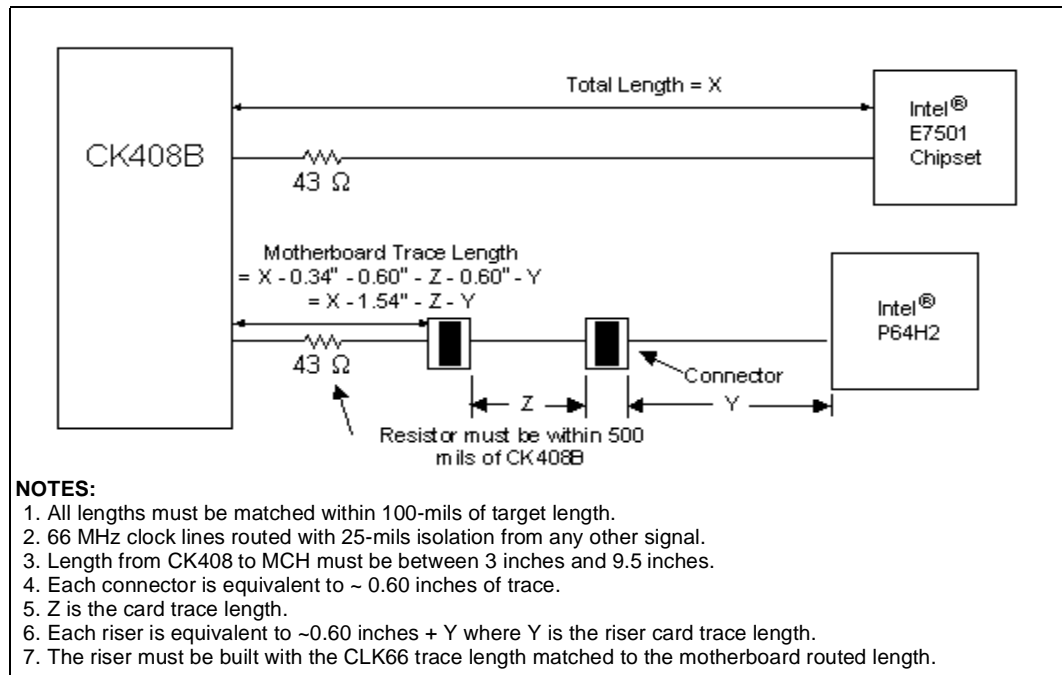 Total Length = X
Intel®
E7501
Chipset
CK408B
43 Ω
Motherboard Trace Length
= X - 0.34" - 0.60" - Z - 0.60" - Y
= X - 1.54" - Z - Y
Intel®
P64H2
43 Ω
Connector
Z
Y
Resistor must be within 500
mils of CK408B
NOTES:
1. All lengths must be matched within 100-mils of target length.
2. 66 MHz clock lines routed with 25-mils isolation from any other signal.
3. Length from CK408 to MCH must be between 3 inches and 9.5 inches.
4. Each connector is equivalent to ~ 0.60 inches of trace.
5. Z is the card trace length.
6. Each riser is equivalent to ~0.60 inches + Y where Y is the riser card trace length.
7. The riser must be built with the CLK66 trace length matched to the motherboard routed length.